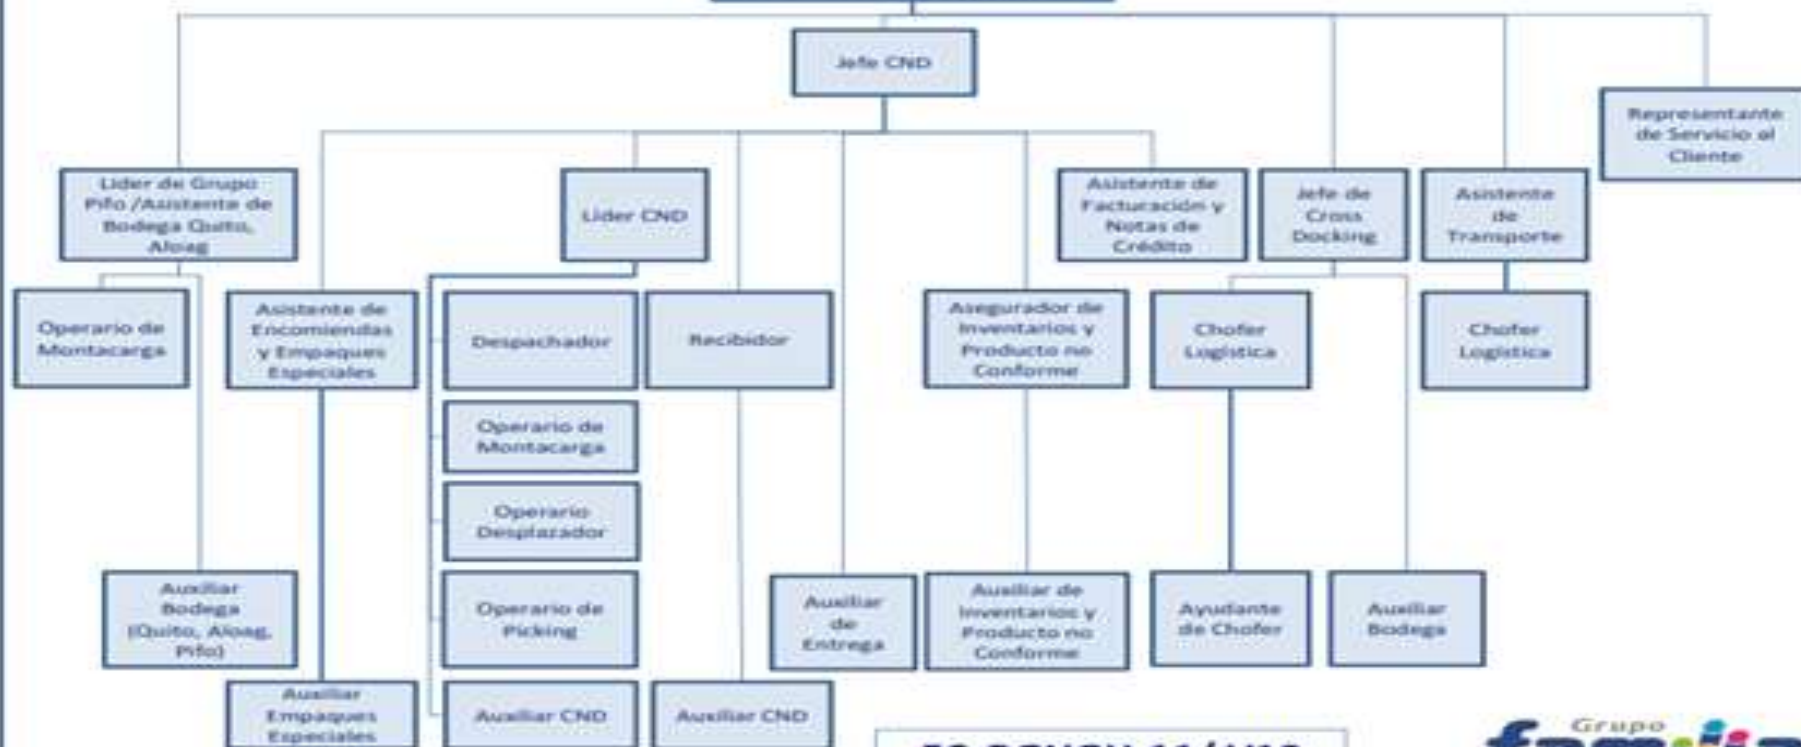 Jefe CND
Representante
de Servicio al
Cliente
Lider de Grupo
Pifo /Asistente de
Bodega Quito,
Aloag
Lider CND
Asistente de
Facturación y
Notas de
Crédito
Jefe de
Cross
Docking
Asistente
de
Transporte
Operario de
Montacarga
Asistente de
Encomiendas
y Empaques
Especiales
Despachador
Recibidor
Asegurador de
Inventarios y
Producto no
Conforme
Chofer
Logística
Chofer
Logística
Operario de
Montacarga
Operario
Desplazador
Auxiliar
Bodega
(Quito, Aloag,
Pifo)
Operario de
Picking
Auxiliar
de
Entrega
Auxiliar de
Inventarios y
Producto no
Conforme
Ayudante
de Chofer
Auxiliar
Bodega
Auxiliar
Empaques
Especiales
Auxiliar CND
Auxiliar CND
Grupo
familia